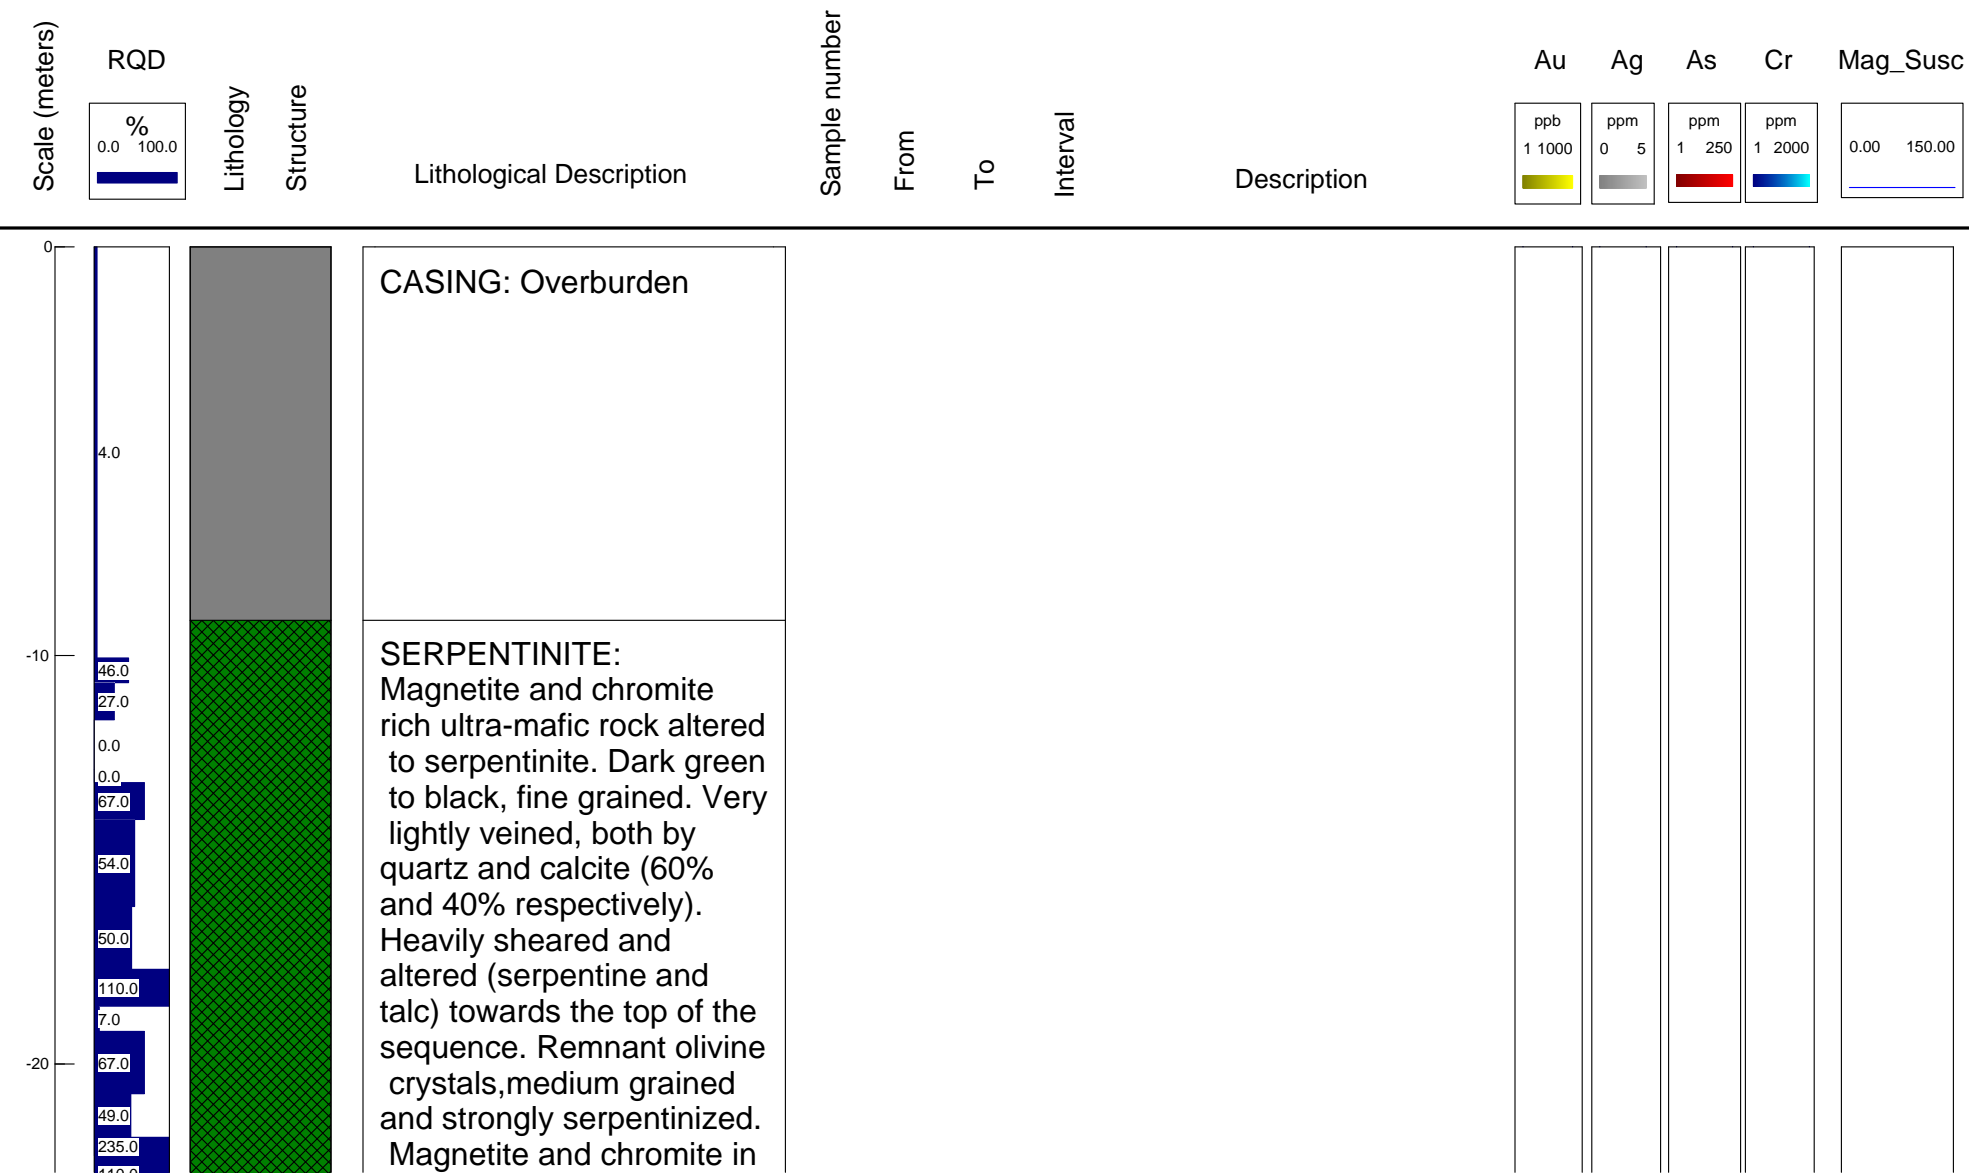 Scale (meters)
RQD
%
0.0 100.0
Lithology
Structure
Lithological Description
Sample number
From
To
Interval
Description
Au
ppb
1 1000
Ag
ppm
0 5
As
ppm
1 250
Cr
ppm
1 2000
Mag_Susc
0.00 150.00
0
-10
-20
4.0
46.0
27.0
0.0
0.0
67.0
54.0
50.0
110.0
7.0
67.0
49.0
235.0
110.0
CASING: Overburden
SERPENTINITE:
Magnetite and chromite
rich ultra-mafic rock altered
to serpentinite. Dark green
to black, fine grained. Very
lightly veined, both by
quartz and calcite (60%
and 40% respectively).
Heavily sheared and
altered (serpentine and
talc) towards the top of the
sequence. Remnant olivine
crystals,medium grained
and strongly serpentinized.
Magnetite and chromite in